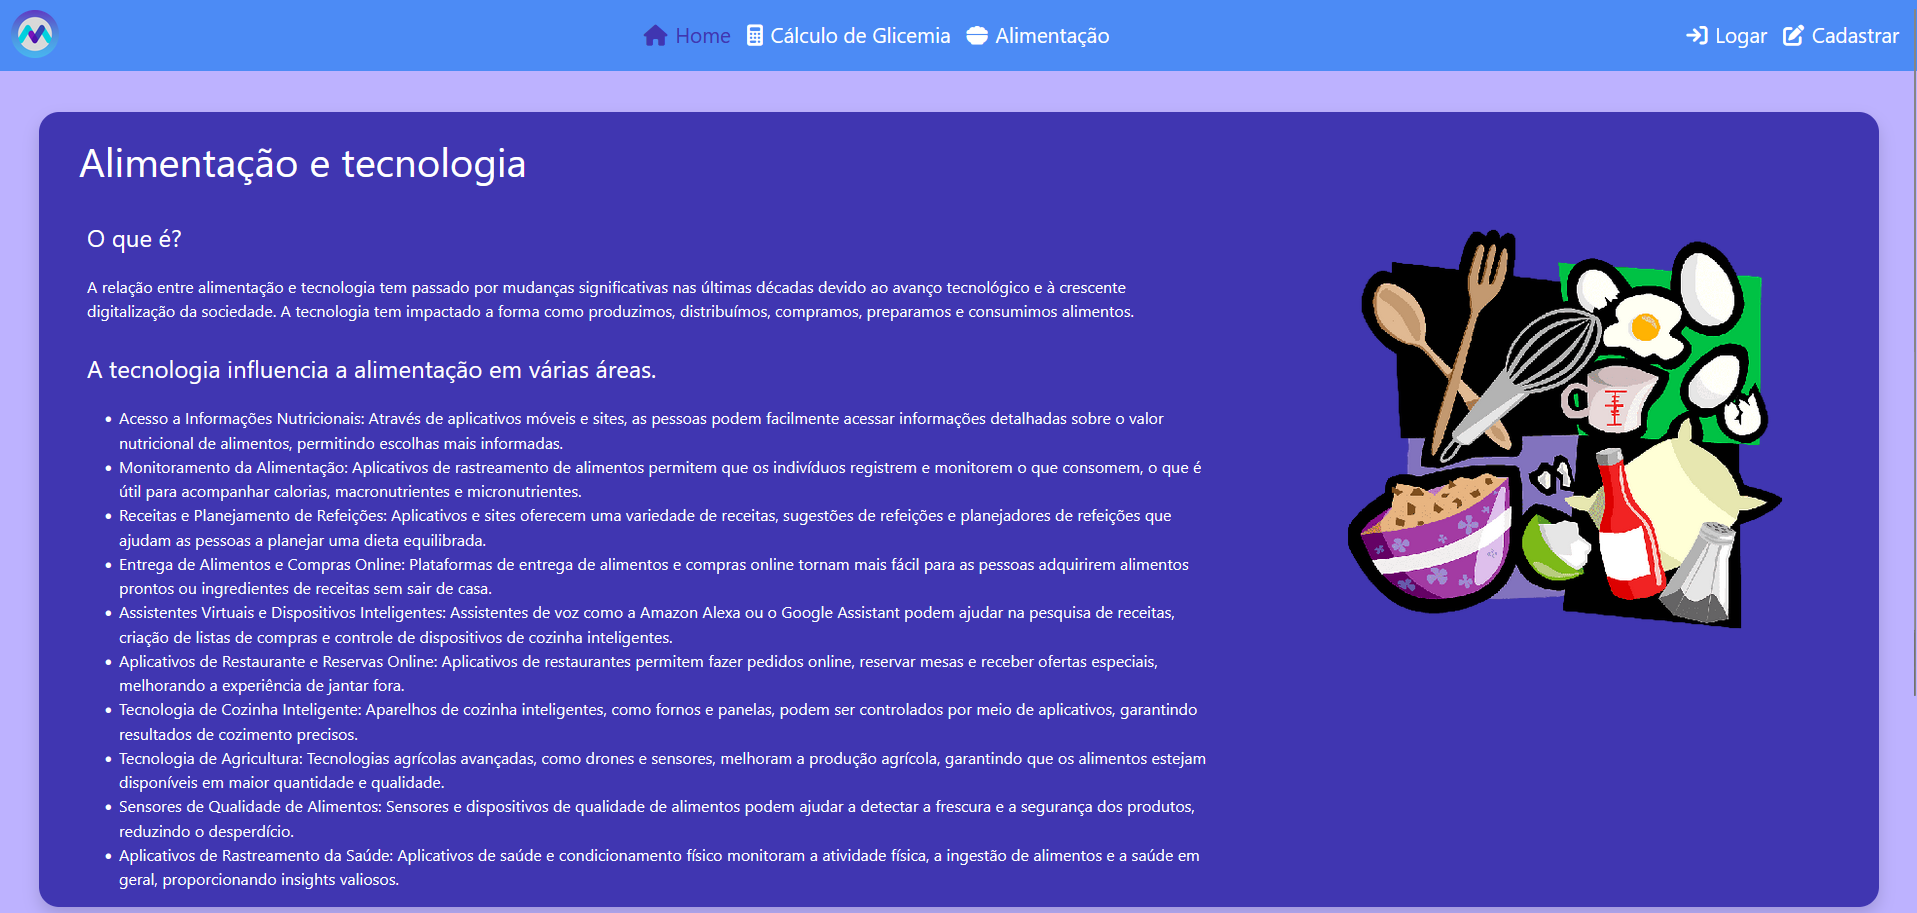 Home Cálculo de Glicemia Alimentação Logar Cadastrar
Alimentação e tecnologia
O que é?
A relação entre alimentação e tecnologia tem passado por mudanças significativas nas últimas décadas devido ao avanço tecnológico e à crescente
digitalização da sociedade. A tecnologia tem impactado a forma como produzimos, distribuímos, compramos, preparamos e consumimos alimentos.
A tecnologia influencia a alimentação em várias áreas.
• Acesso a Informações Nutricionais: Através de aplicativos móveis e sites, as pessoas podem facilmente acessar informações detalhadas sobre o valor
nutricional de alimentos, permitindo escolhas mais informadas.
• Monitoramento da Alimentação: Aplicativos de rastreamento de alimentos permitem que os indivíduos registrem e monitorem o que consomem, o que é
útil para acompanhar calorias, macronutrientes e micronutrientes.
• Receitas e Planejamento de Refeições: Aplicativos e sites oferecem uma variedade de receitas, sugestões de refeições e planejadores de refeições que
ajudam as pessoas a planejar uma dieta equilibrada.
• Entrega de Alimentos e Compras Online: Plataformas de entrega de alimentos e compras online tornam mais fácil para as pessoas adquirirem alimentos
prontos ou ingredientes de receitas sem sair de casa.
• Assistentes Virtuais e Dispositivos Inteligentes: Assistentes de voz como a Amazon Alexa ou o Google Assistant podem ajudar na pesquisa de receitas,
criação de listas de compras e controle de dispositivos de cozinha inteligentes.
• Aplicativos de Restaurante e Reservas Online: Aplicativos de restaurantes permitem fazer pedidos online, reservar mesas e receber ofertas especiais,
melhorando a experiência de jantar fora.
• Tecnologia de Cozinha Inteligente: Aparelhos de cozinha inteligentes, como fornos e panelas, podem ser controlados por meio de aplicativos, garantindo
resultados de cozimento precisos.
• Tecnologia de Agricultura: Tecnologias agrícolas avançadas, como drones e sensores, melhoram a produção agrícola, garantindo que os alimentos estejam
disponíveis em maior quantidade e qualidade.
• Sensores de Qualidade de Alimentos: Sensores e dispositivos de qualidade de alimentos podem ajudar a detectar a frescura e a segurança dos produtos,
reduzindo o desperdício.
• Aplicativos de Rastreamento da Saúde: Aplicativos de saúde e condicionamento físico monitoram a atividade física, a ingestão de alimentos e a saúde em
geral, proporcionando insights valiosos.